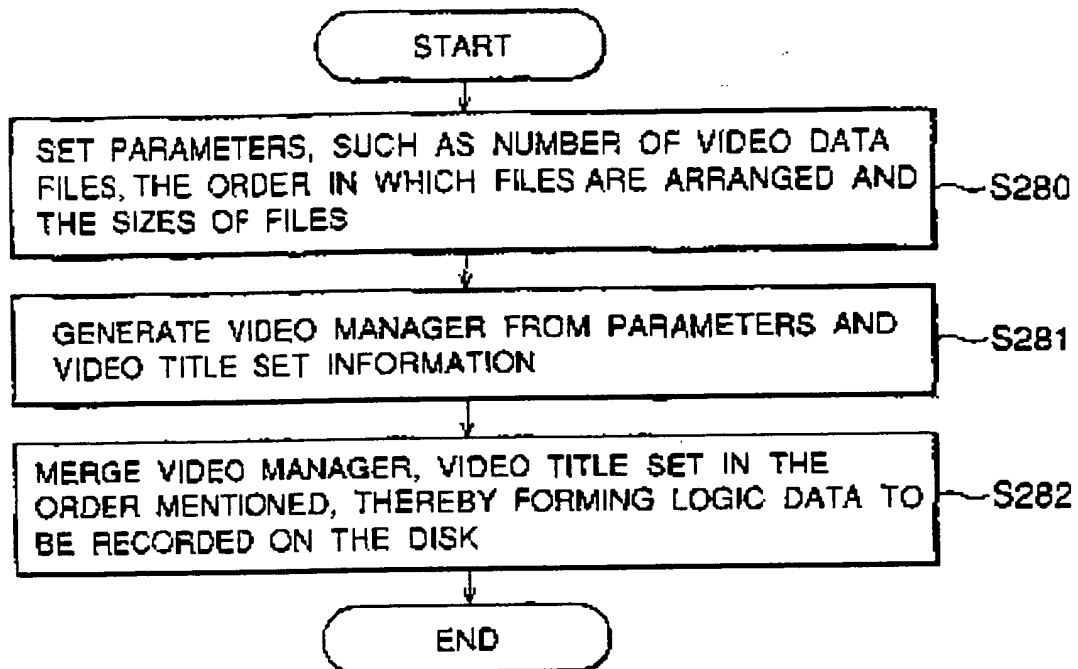 START
SET PARAMETERS, SUCH AS NUMBER OF VIDEO DATA
FILES, THE ORDER IN WHICH FILES ARE ARRANGED AND
THE SIZES OF FILES
S280
GENERATE VIDEO MANAGER FROM PARAMETERS AND
VIDEO TITLE SET INFORMATION
S281
MERGE VIDEO MANAGER, VIDEO TITLE SET IN THE
ORDER MENTIONED, THEREBY FORMING LOGIC DATA TO
BE RECORDED ON THE DISK
S282
END